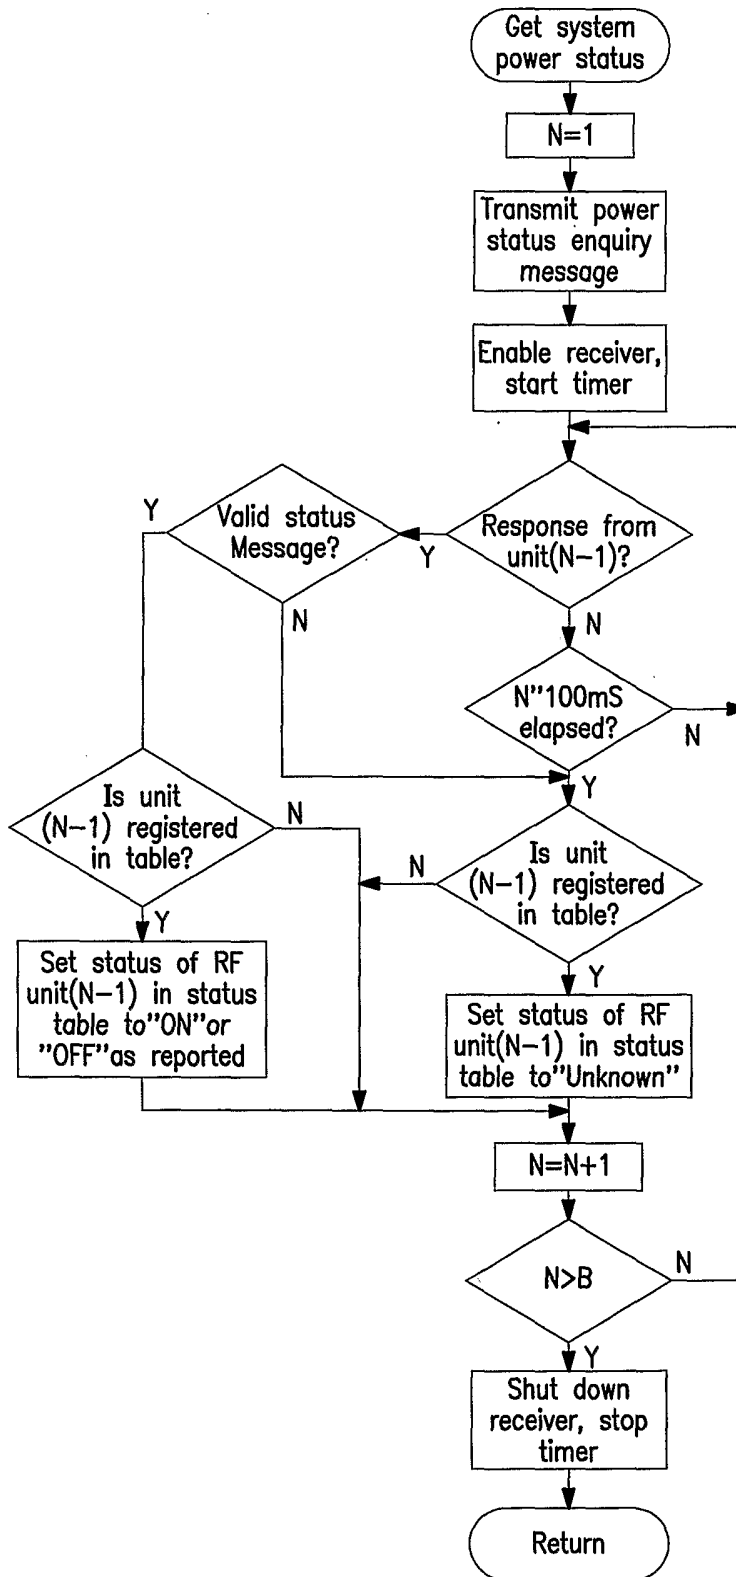 Get system
power status
N=1
Transmit power
status enquiry
message
Enable receiver,
start timer
Response from
unit(N-1)?
Y
N
Valid status
Message?
Y
N
N"100mS
elapsed?
N
Y
Is unit
(N-1) registered
in table?
N
Y
Is unit
(N-1) registered
in table?
N
Y
Set status of RF
unit(N-1) in status
table to"ON"or
"OFF"as reported
Set status of RF
unit(N-1) in status
table to"Unknown"
N=N+1
N>B
N
Y
Shut down
receiver, stop
timer
Return